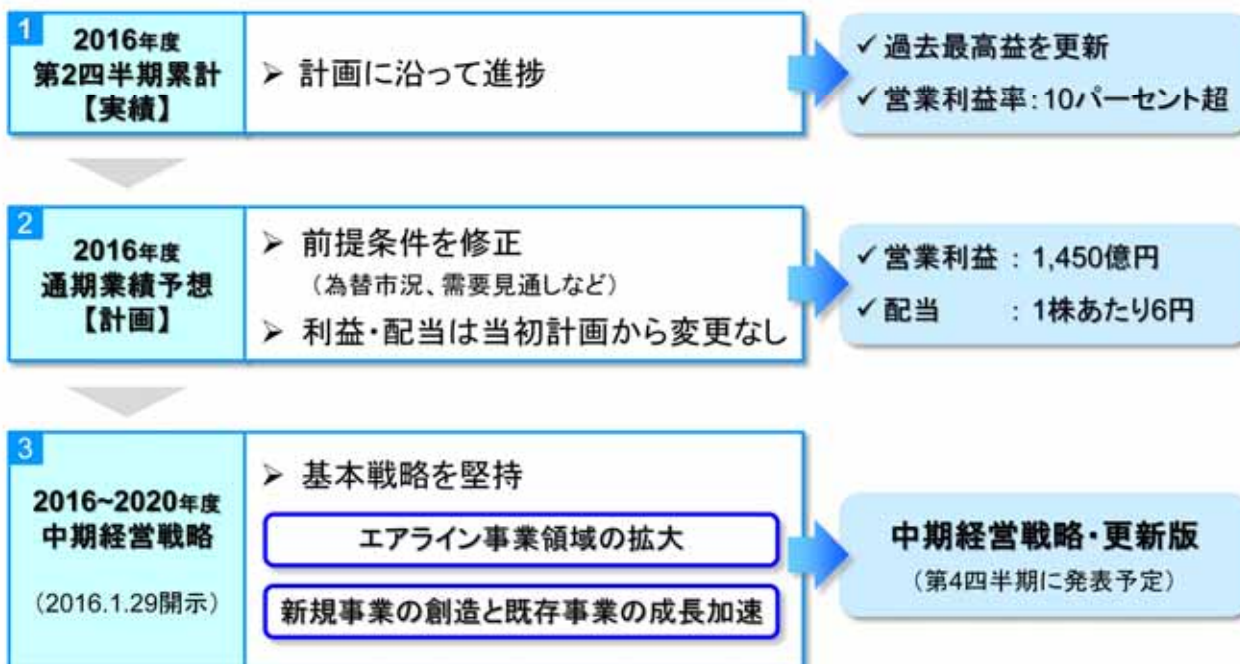 1
2016年度
第2四半期累計
【実績】
➢ 計画に沿って進捗
✓ 過去最高益を更新
✓ 営業利益率：10パーセント超
2
2016年度
通期業績予想
【計画】
➢ 前提条件を修正
（為替市況、需要見通しなど）
➢ 利益・配当は当初計画から変更なし
✓ 営業利益 ： 1,450億円
✓ 配当 ： 1株あたり6円
3
2016~2020年度
中期経営戦略
（2016.1.29開示）
➢ 基本戦略を堅持
エアライン事業領域の拡大
新規事業の創造と既存事業の成長加速
中期経営戦略・更新版
（第4四半期に発表予定）